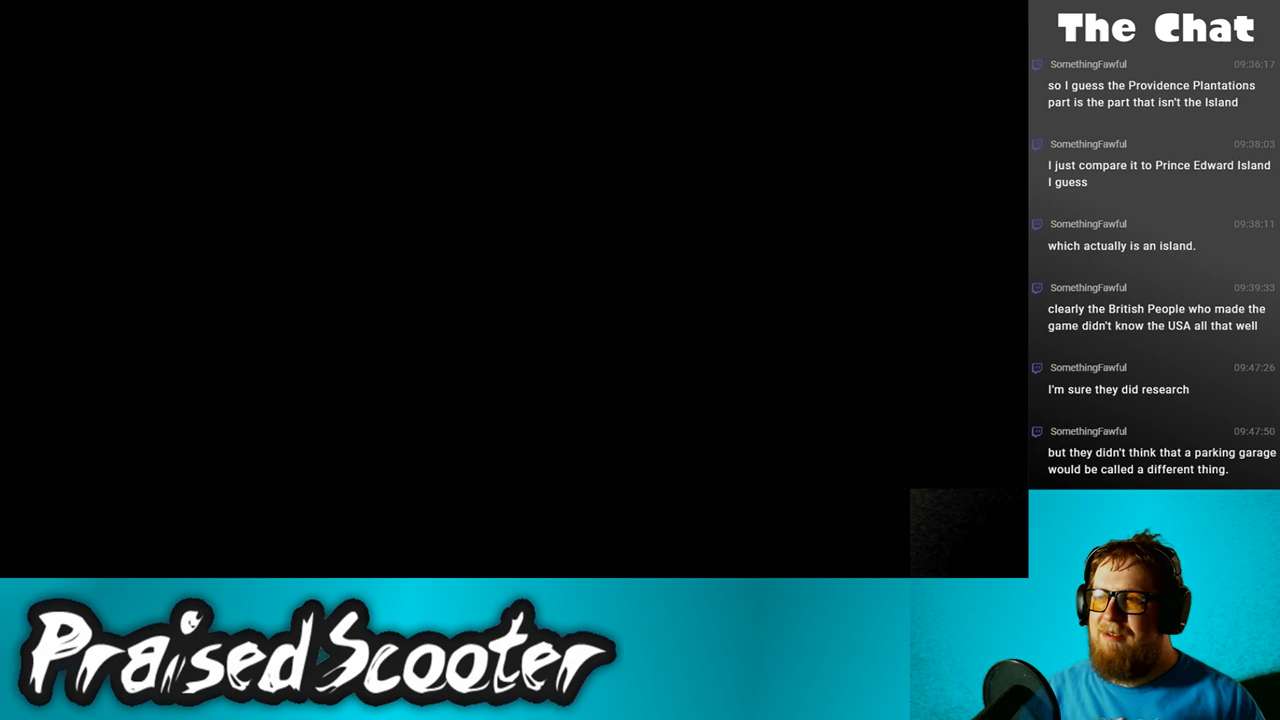 The Chat
SomethingFawful 09:36:17
so I guess the Providence Plantations
part is the part that isn't the Island
SomethingFawful 09:38:03
I just compare it to Prince Edward Island
I guess
SomethingFawful 09:38:11
which actually is an island.
SomethingFawful 09:39:33
clearly the British People who made the
game didn't know the USA all that well
SomethingFawful 09:47:26
I'm sure they did research
SomethingFawful 09:47:50
but they didn't think that a parking garage
would be called a different thing.
PraisedScooter